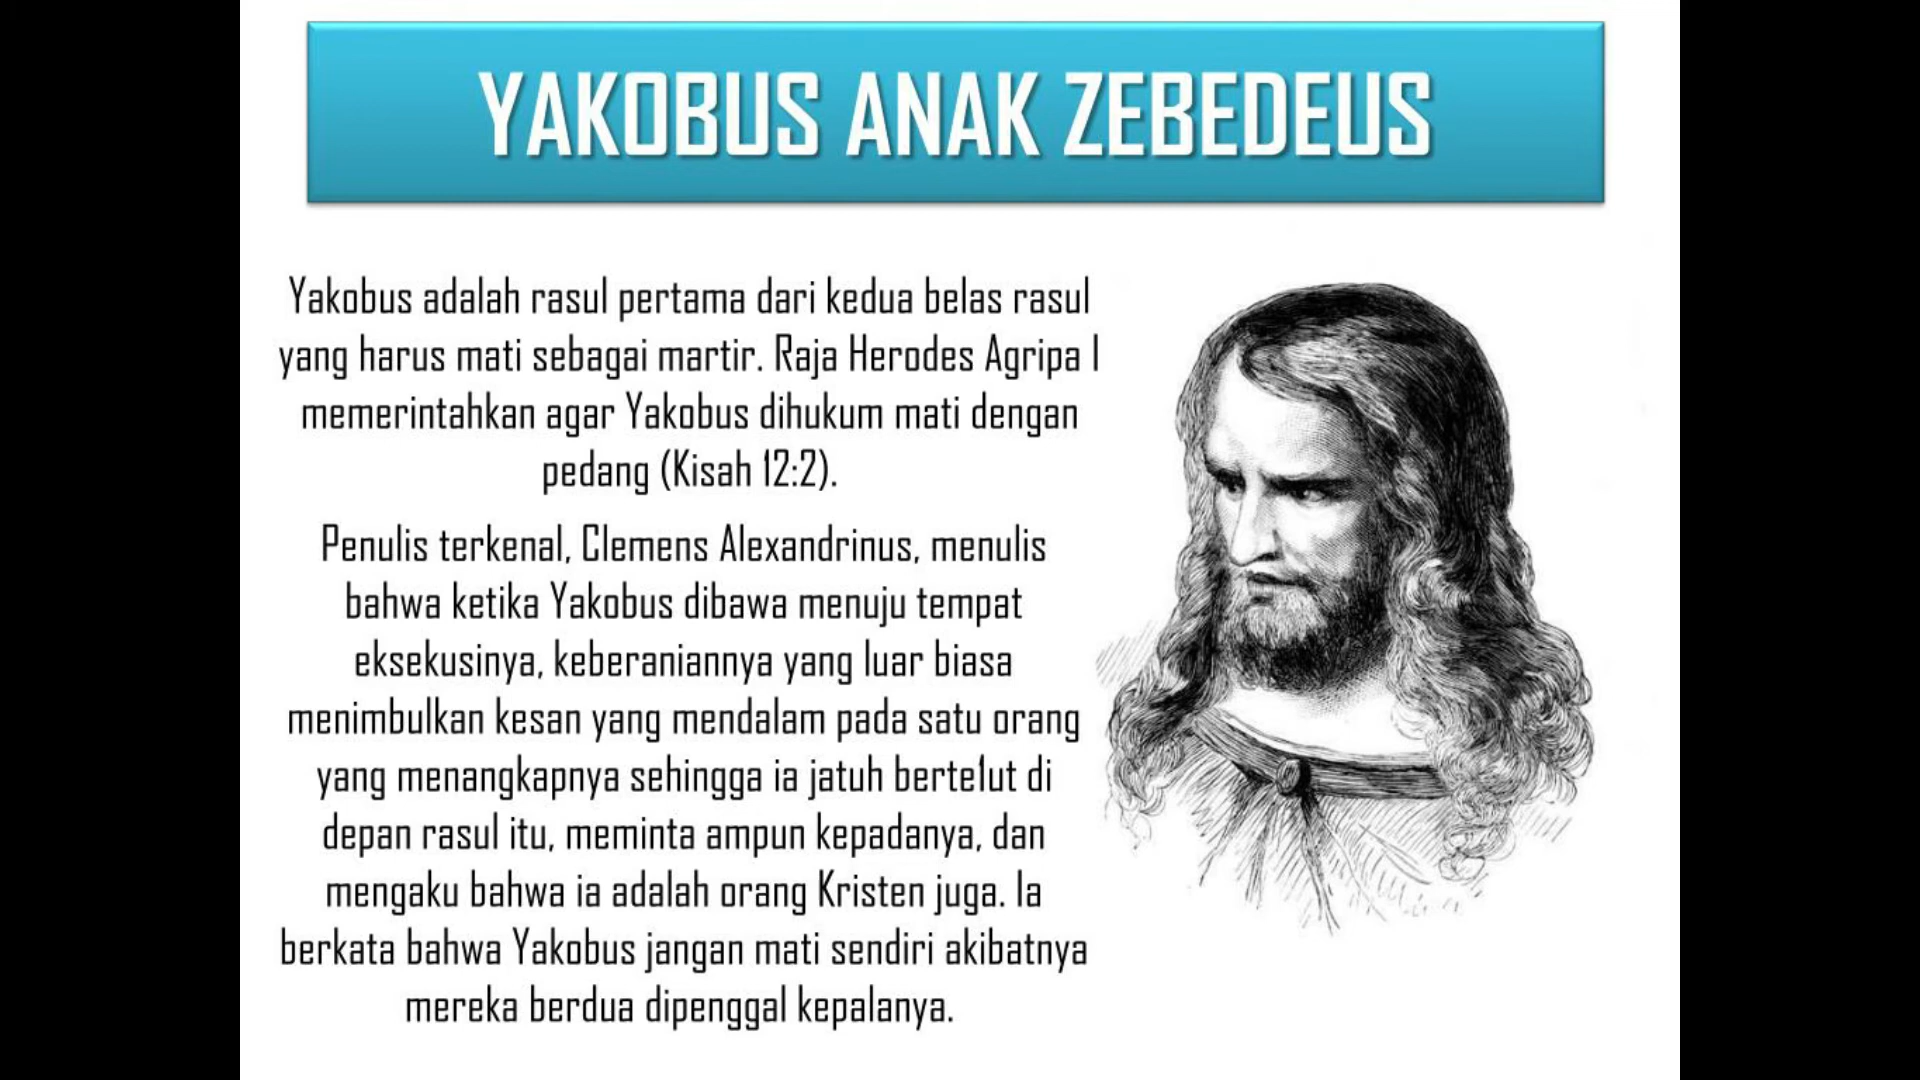 YAKOBUS ANAK ZEBEDEUS
Yakobus adalah rasul pertama dari kedua belas rasul
yang harus mati sebagai martir. Raja Herodes Agripa I
memerintahkan agar Yakobus dihukum mati dengan
pedang (Kisah 12:2).
Penulis terkenal, Clemens Alexandrinus, menulis
bahwa ketika Yakobus dibawa menuju tempat
eksekusinya, keberaniannya yang luar biasa
menimbulkan kesan yang mendalam pada satu orang
yang menangkapnya sehingga ia jatuh berte1ut di
depan rasul itu, meminta ampun kepadanya, dan
mengaku bahwa ia adalah orang Kristen juga. Ia
berkata bahwa Yakobus jangan mati sendiri akibatnya
mereka berdua dipenggal kepalanya.